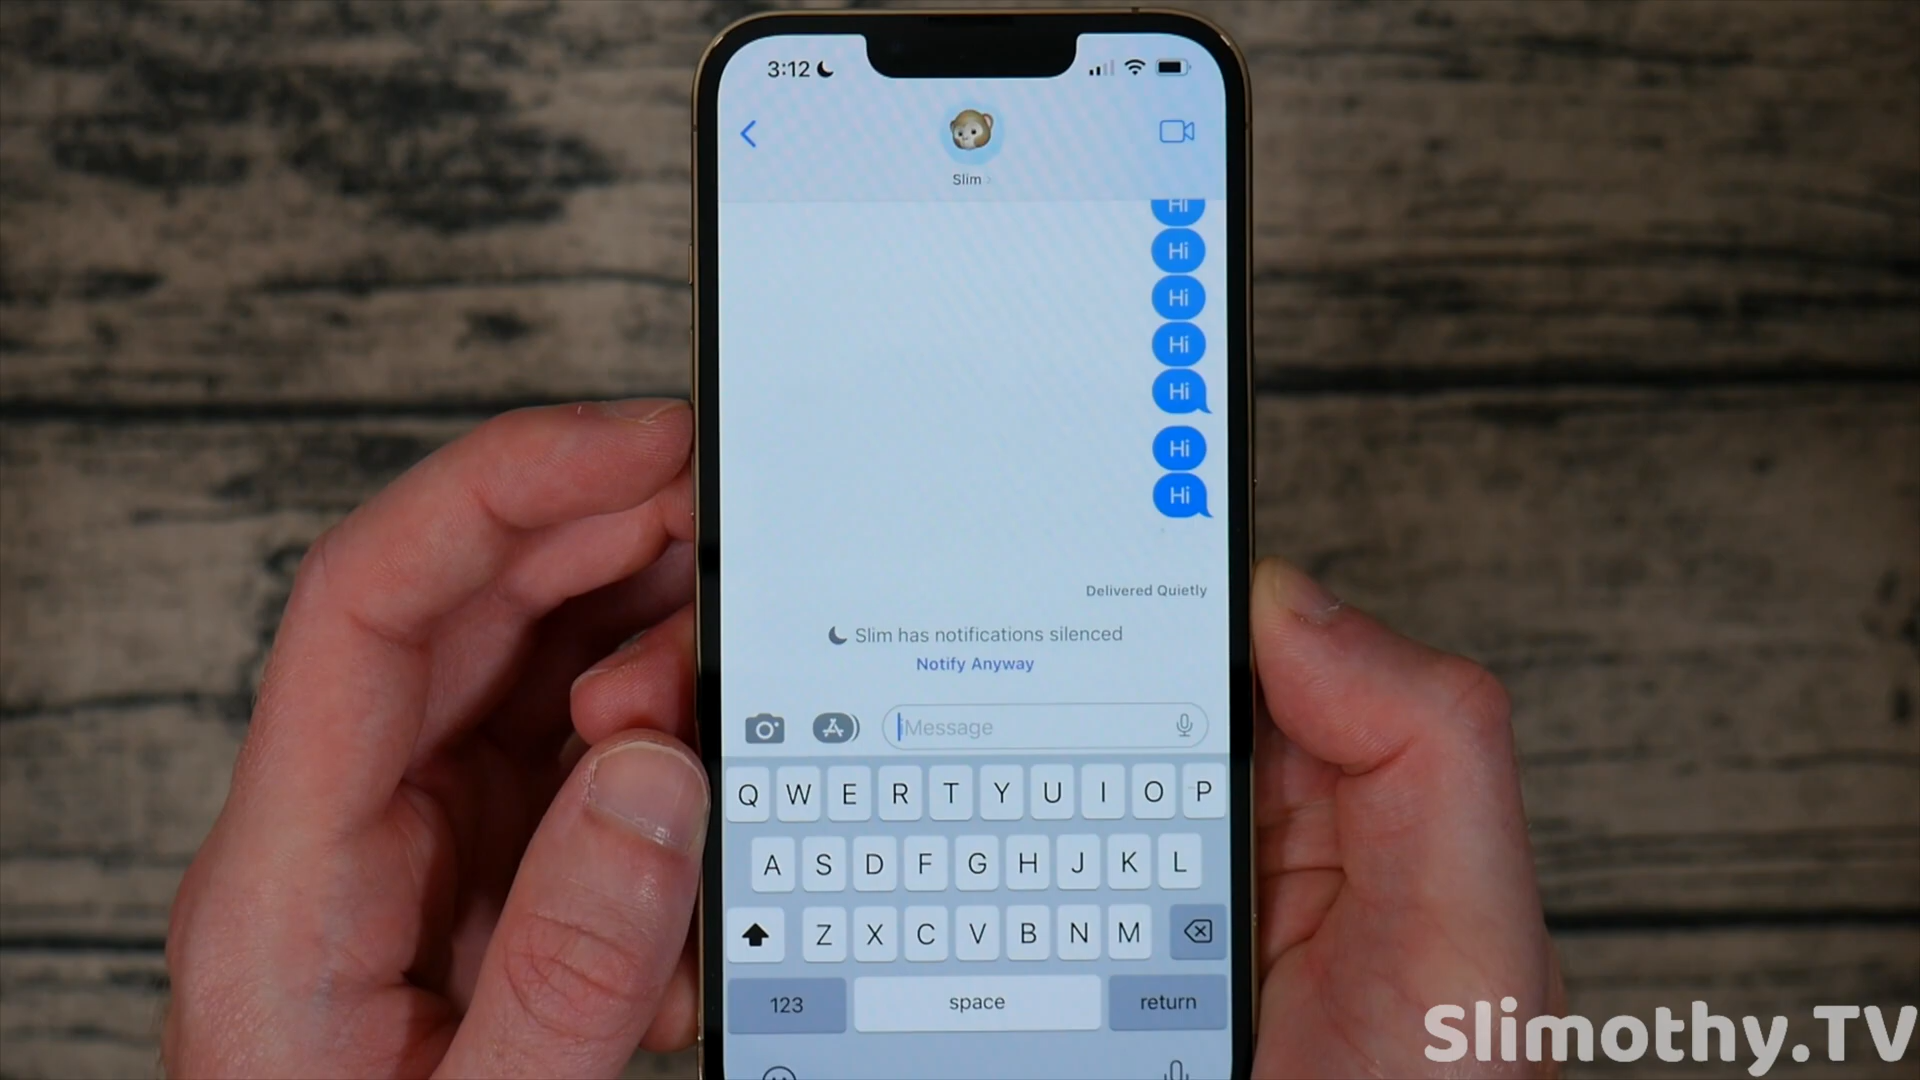 3:12
Slim
Hi
Hi
Hi
Hi
Hi
Hi
Hi
Delivered Quietly
Slim has notifications silenced
Notify Anyway
iMessage
Q W E R T Y U I O P
A S D F G H J K L
Z X C V B N M
123 space return
Slimothy.TV